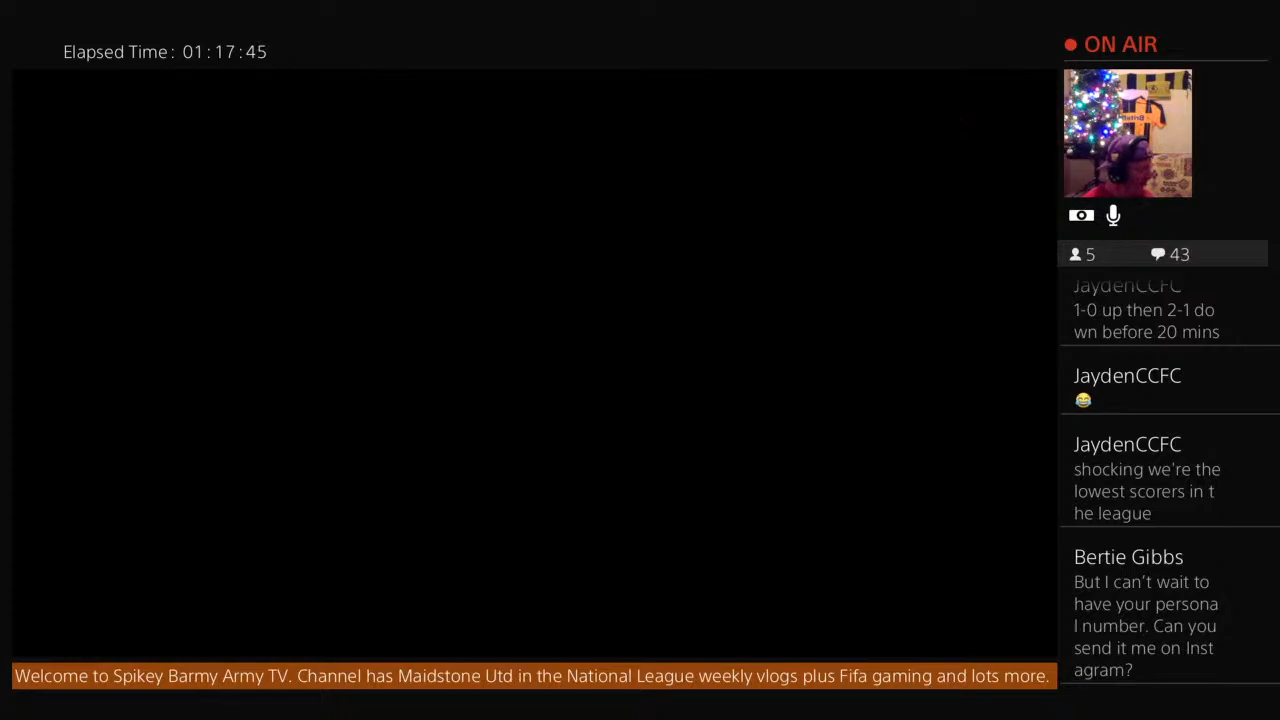 Elapsed Time: 01:17:45
ON AIR
5 43
JaydenCCFC
1-0 up then 2-1 do
wn before 20 mins
JaydenCCFC
😂
JaydenCCFC
shocking we're the
lowest scorers in t
he league
Bertie Gibbs
But I can't wait to
have your persona
l number. Can you
send it me on Inst
agram?
Welcome to Spikey Barmy Army TV. Channel has Maidstone Utd in the National League weekly vlogs plus Fifa gaming and lots more.